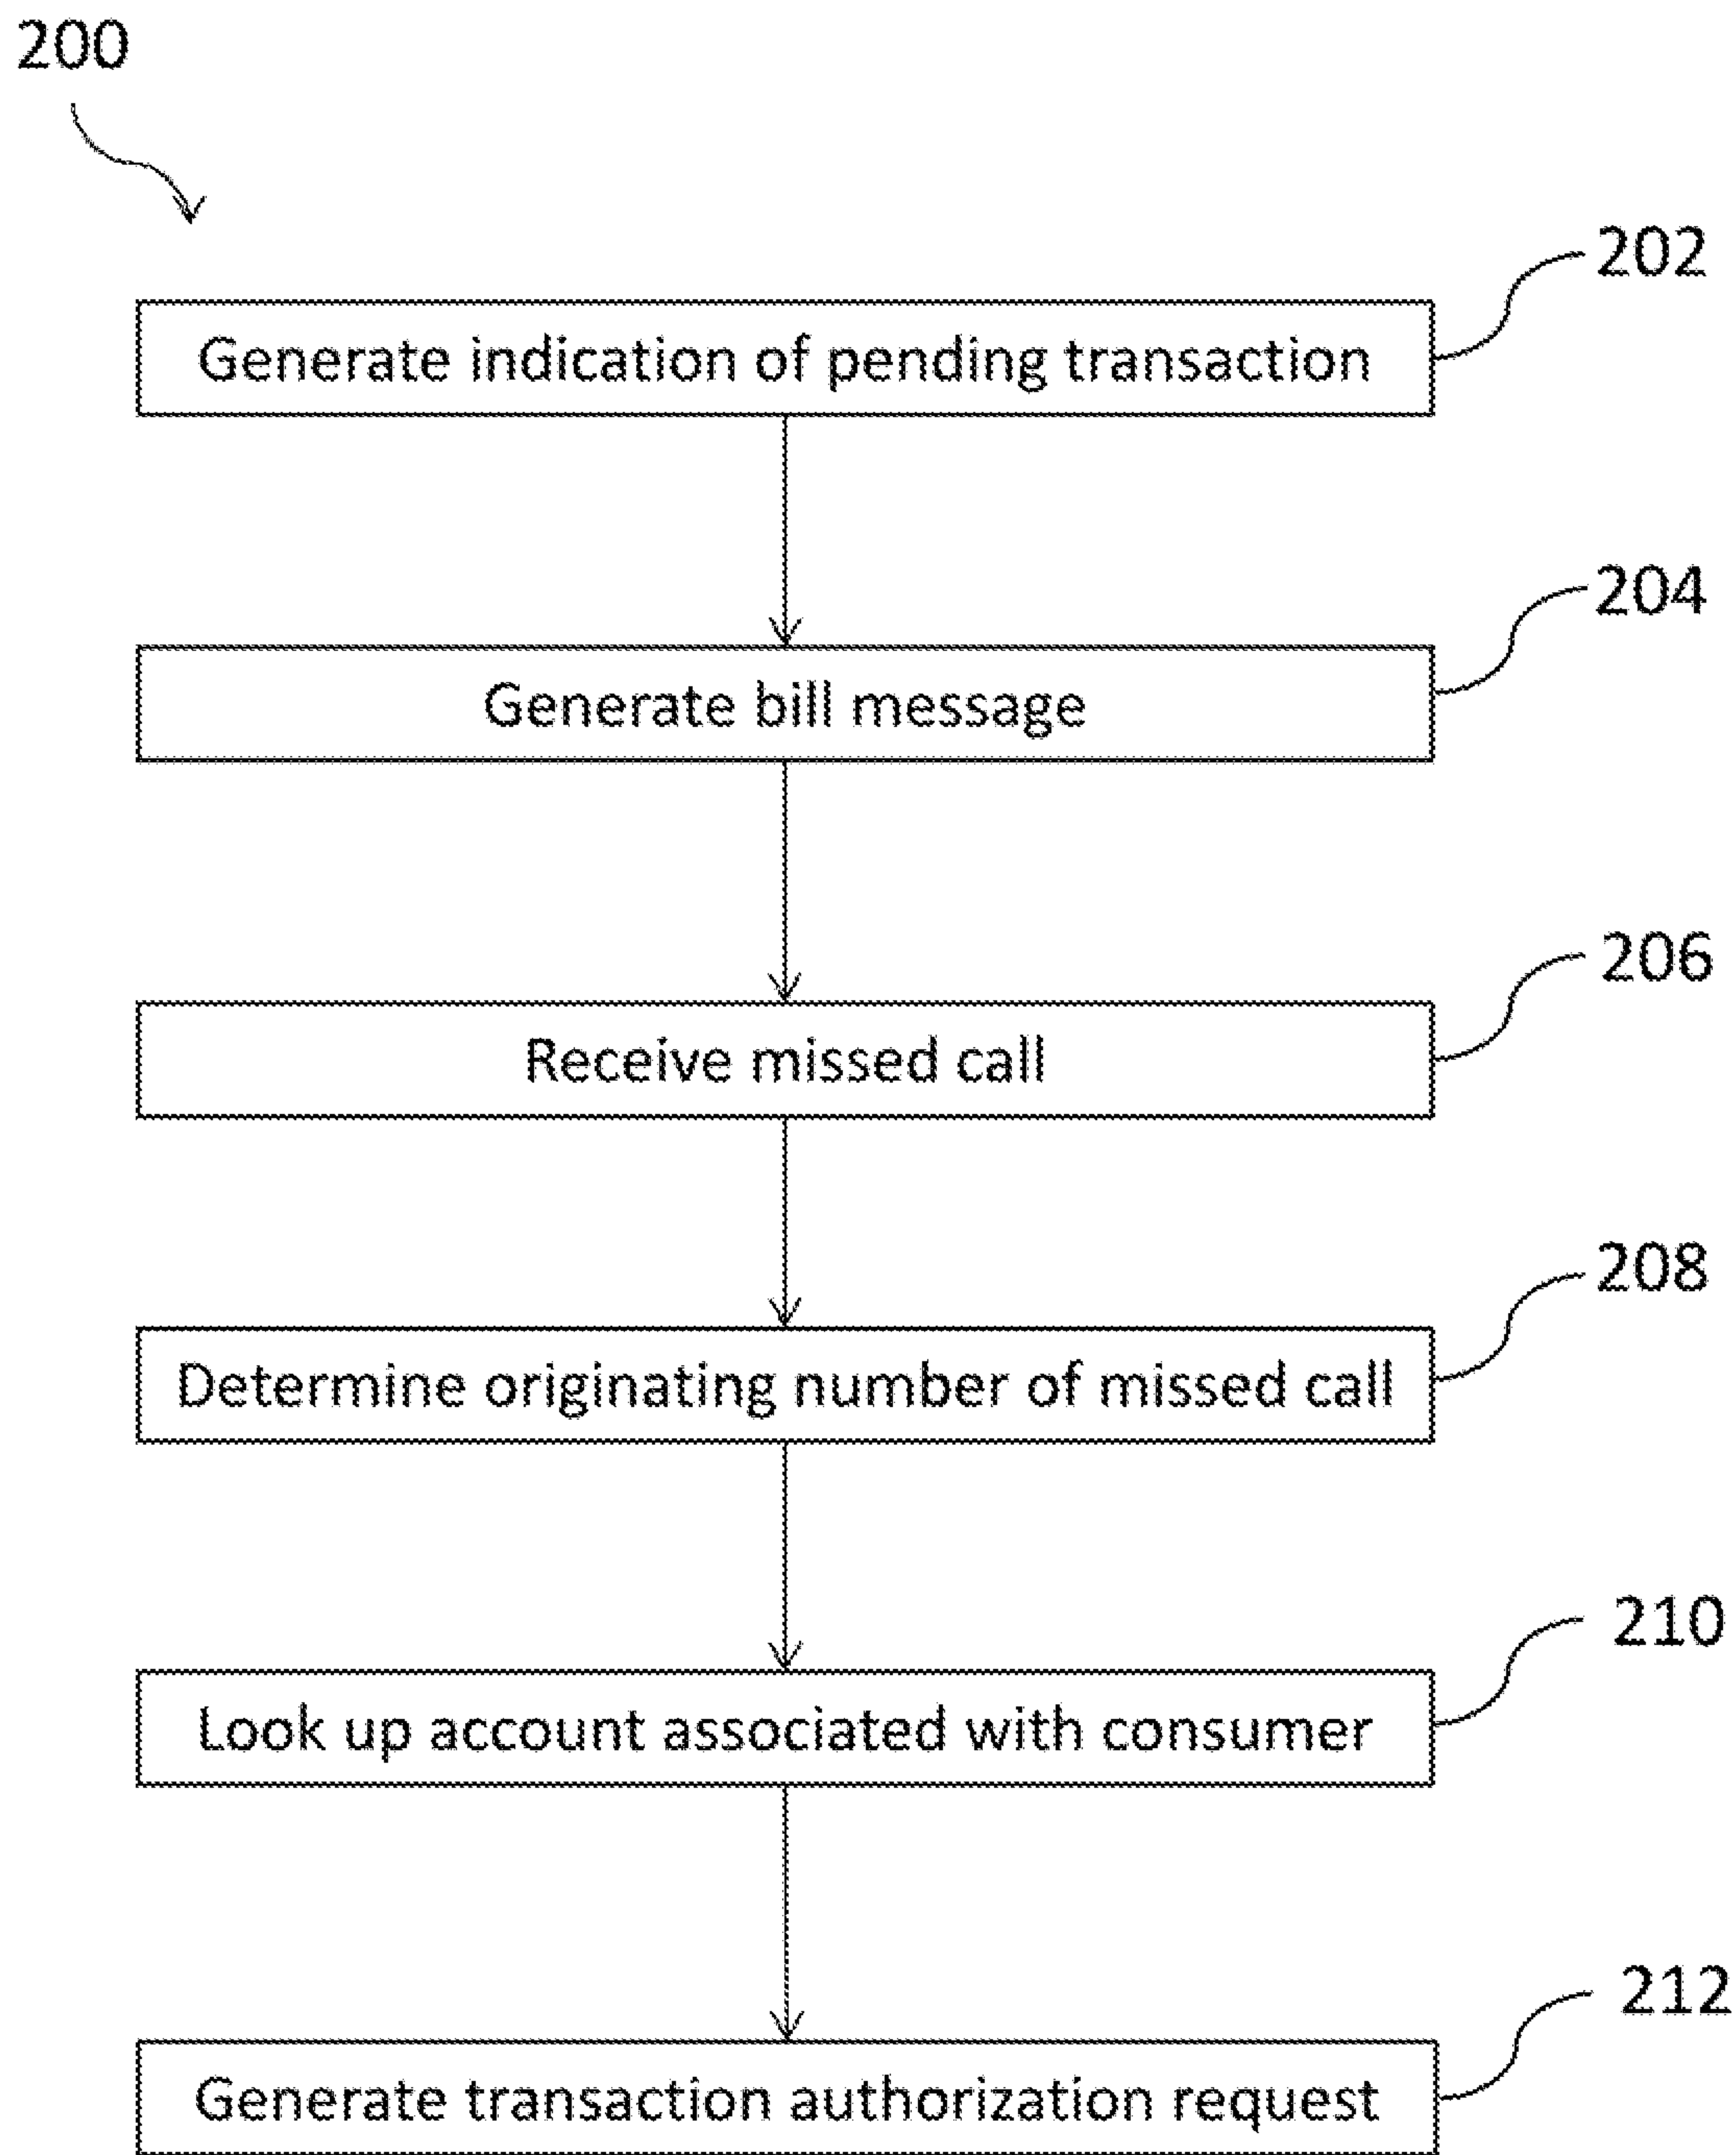 200
202
Generate indication of pending transaction
204
Generate bill message
206
Receive missed call
208
Determine originating number of missed call
210
Look up account associated with consumer
212
Generate transaction authorization request